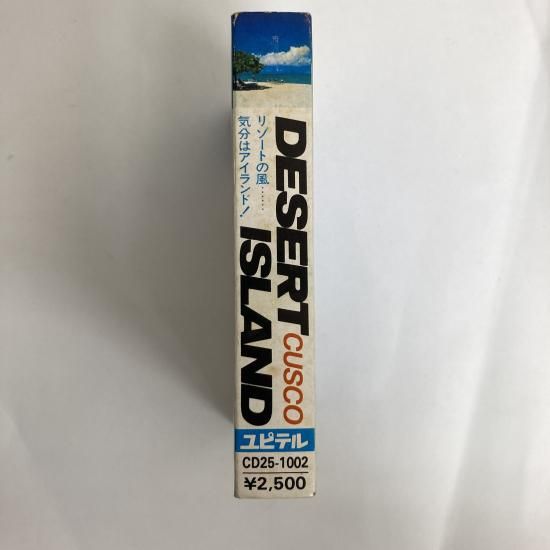 DESERT
ISLAND
CUSCO
リゾートの風……
気分はアイランド!
ユピテル
CD25-1002
¥2,500